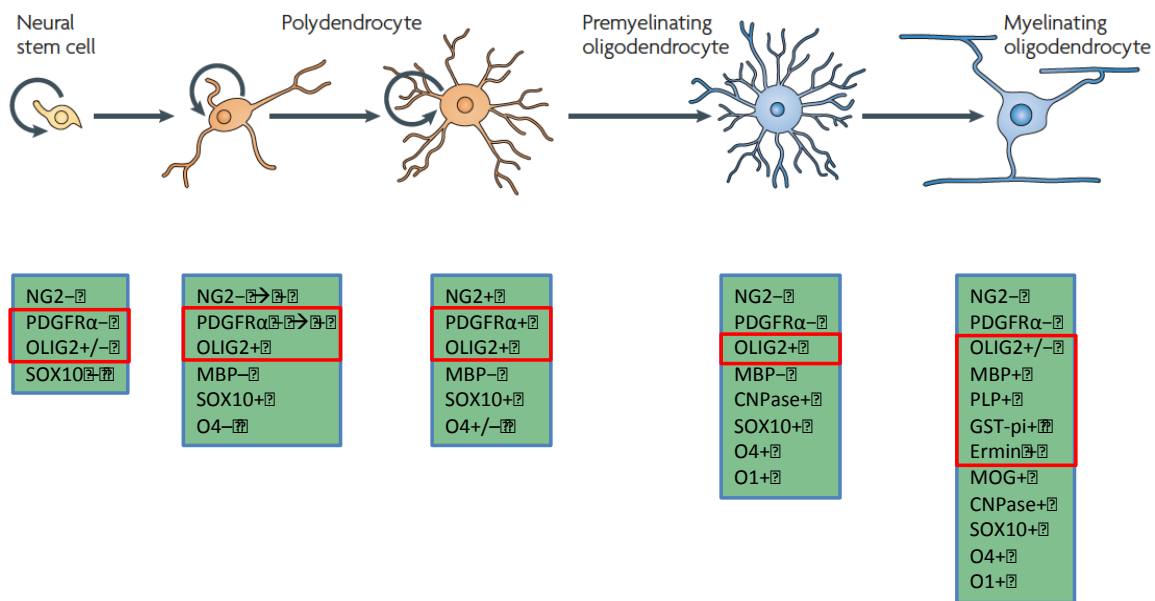 Neural
stem cell
Polydendrocyte
Premyelinating
oligodendrocyte
Myelinating
oligodendrocyte
NG2–⍰
PDGFRα–⍰
OLIG2+/–⍰
SOX10⍰–⍰⍰
NG2–⍰→⍰+⍰
PDGFRα⍰–⍰→⍰+⍰
OLIG2+⍰
MBP–⍰
SOX10+⍰
O4–⍰⍰
NG2+⍰
PDGFRα+⍰
OLIG2+⍰
MBP–⍰
SOX10+⍰
O4+/–⍰⍰
NG2–⍰
PDGFRα–⍰
OLIG2+⍰
MBP–⍰
CNPase+⍰
SOX10+⍰
O4+⍰
O1+⍰
NG2–⍰
PDGFRα–⍰
OLIG2+/–⍰
MBP+⍰
PLP+⍰
GST-pi+⍰⍰
Ermin⍰+⍰
MOG+⍰
CNPase+⍰
SOX10+⍰
O4+⍰
O1+⍰